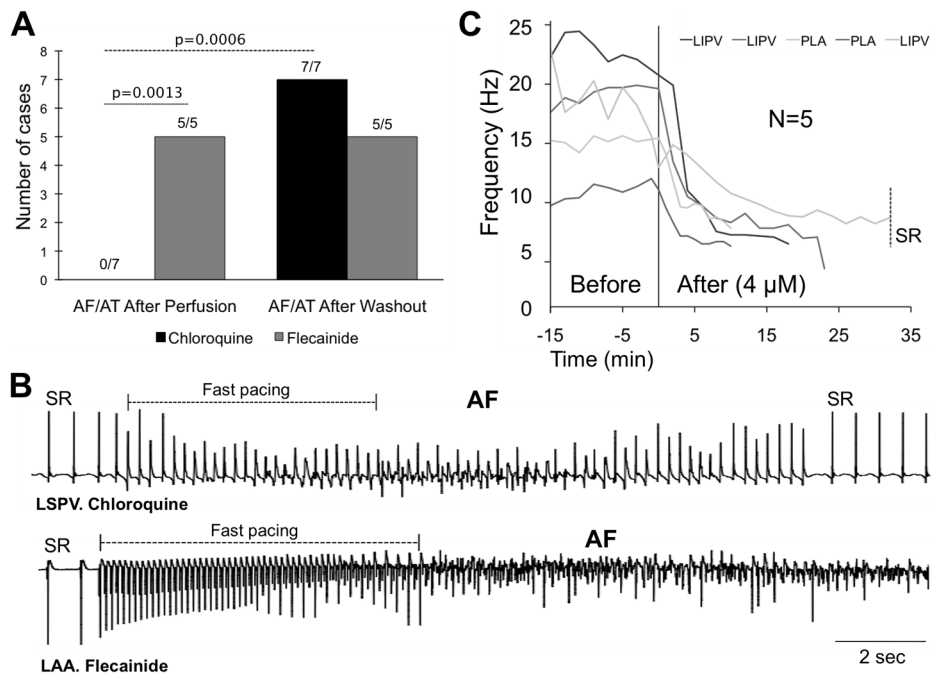 A
p=0.0006
p=0.0013
7/7
5/5
5/5
0/7
Number of cases
8
7
6
5
4
3
2
1
0
AF/AT After Perfusion
AF/AT After Washout
Chloroquine
Flecainide
C
LIPV
LIPV
PLA
PLA
LIPV
N=5
Frequency (Hz)
25
20
15
10
5
0
SR
Before
After (4 μM)
-15
-5
5
15
25
35
Time (min)
B
SR
Fast pacing
AF
SR
LSPV. Chloroquine
SR
Fast pacing
AF
LAA. Flecainide
2 sec